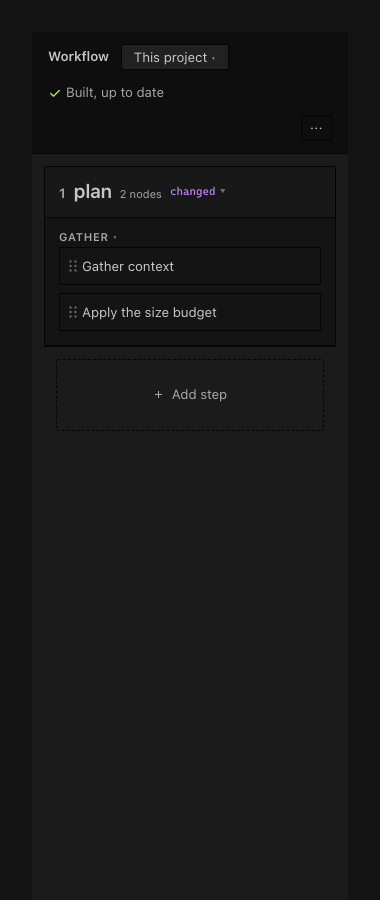 Workflow This project
Built, up to date
...
1 plan 2 nodes changed
GATHER
Gather context
Apply the size budget
+ Add step